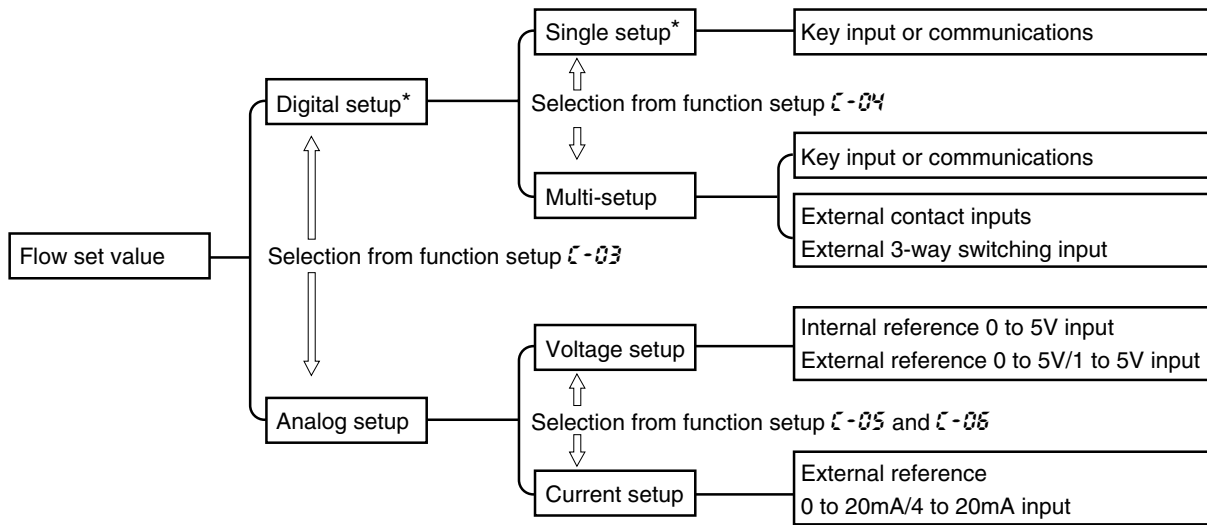 Single setup*
Key input or communications
Digital setup*
Selection from function setup C-04
Key input or communications
Multi-setup
External contact inputs
External 3-way switching input
Flow set value
Selection from function setup C-03
Internal reference 0 to 5V input
Voltage setup
External reference 0 to 5V/1 to 5V input
Analog setup
Selection from function setup C-05 and C-06
External reference
Current setup
0 to 20mA/4 to 20mA input